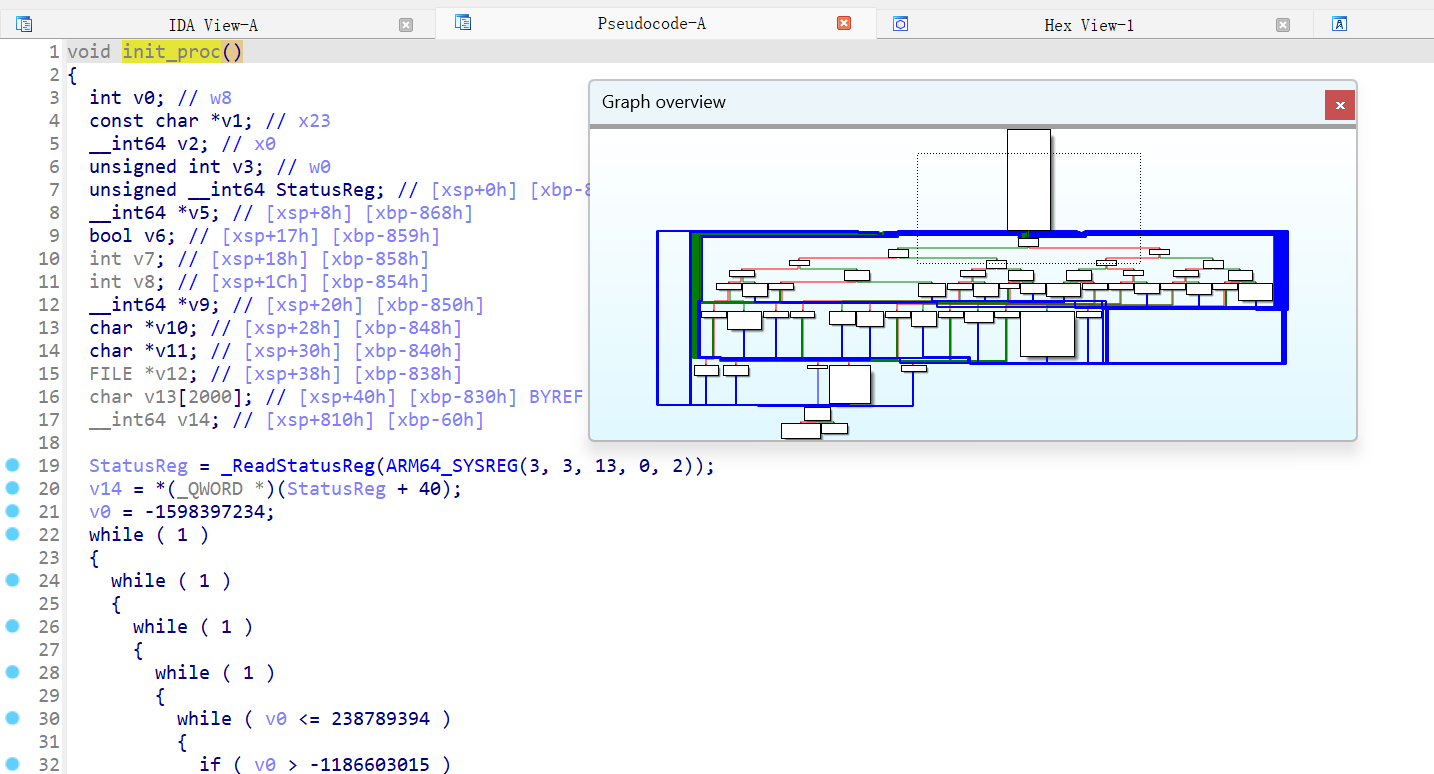 IDA View-A Pseudocode-A Hex View-1
1 void init_proc()
2 {
3 int v0; // w8
4 const char *v1; // x23
5 __int64 v2; // x0
6 unsigned int v3; // w0
7 unsigned __int64 StatusReg; // [xsp+0h] [xbp-8
8 __int64 *v5; // [xsp+8h] [xbp-868h]
9 bool v6; // [xsp+17h] [xbp-859h]
10 int v7; // [xsp+18h] [xbp-858h]
11 int v8; // [xsp+1Ch] [xbp-854h]
12 __int64 *v9; // [xsp+20h] [xbp-850h]
13 char *v10; // [xsp+28h] [xbp-848h]
14 char *v11; // [xsp+30h] [xbp-840h]
15 FILE *v12; // [xsp+38h] [xbp-838h]
16 char v13[2000]; // [xsp+40h] [xbp-830h] BYREF
17 __int64 v14; // [xsp+810h] [xbp-60h]
18
19 StatusReg = _ReadStatusReg(ARM64_SYSREG(3, 3, 13, 0, 2));
20 v14 = *(_QWORD *)(StatusReg + 40);
21 v0 = -1598397234;
22 while ( 1 )
23 {
24 while ( 1 )
25 {
26 while ( 1 )
27 {
28 while ( 1 )
29 {
30 while ( v0 <= 238789394 )
31 {
32 if ( v0 > -1186603015 )
Graph overview